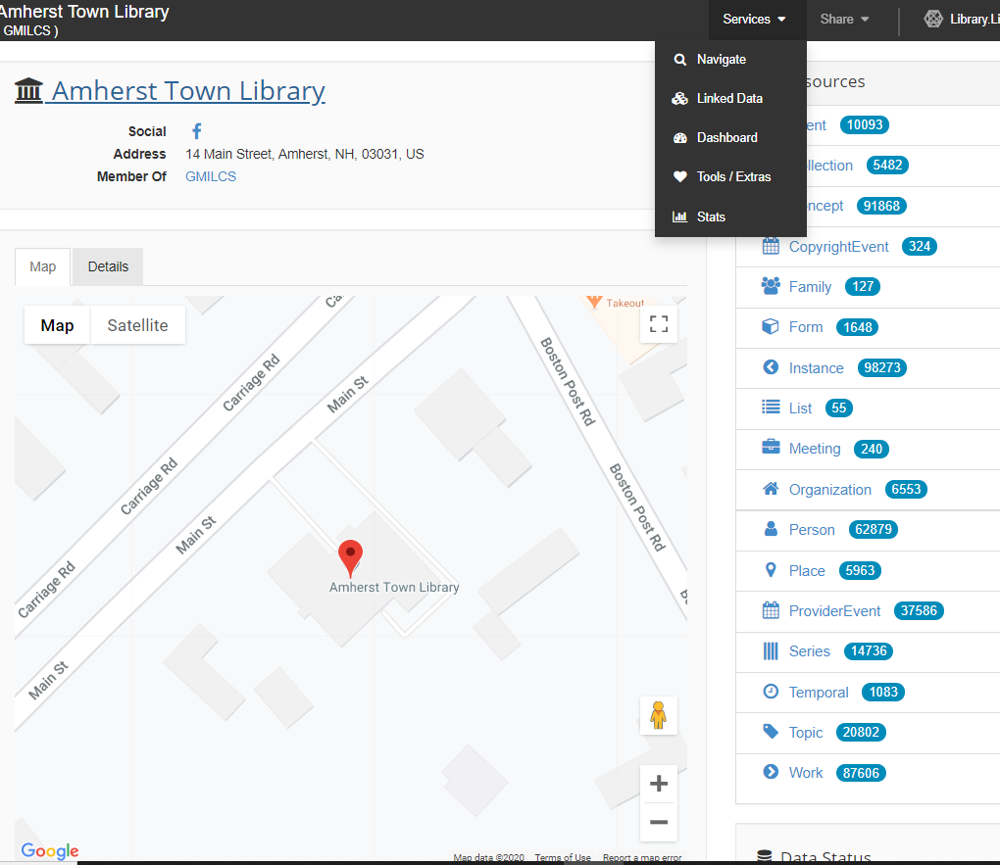 Amherst Town Library
GMILCS )
Services
Share
Library.Li
Navigate
Linked Data
Dashboard
Tools / Extras
Stats
Amherst Town Library
Social
Address 14 Main Street, Amherst, NH, 03031, US
Member Of GMILCS
Map Details
Map Satellite
Takeout
Carriage Rd
Main St
Boston Post Rd
Carriage Rd
Main St
Boston Post Rd
Carriage Rd
Main St
Amherst Town Library
Google
Map data ©2020 Terms of Use Report a map error
sources
ent 10093
llection 5482
ncept 91868
CopyrightEvent 324
Family 127
Form 1648
Instance 98273
List 55
Meeting 240
Organization 6553
Person 62879
Place 5963
ProviderEvent 37586
Series 14736
Temporal 1083
Topic 20802
Work 87606
Data Status